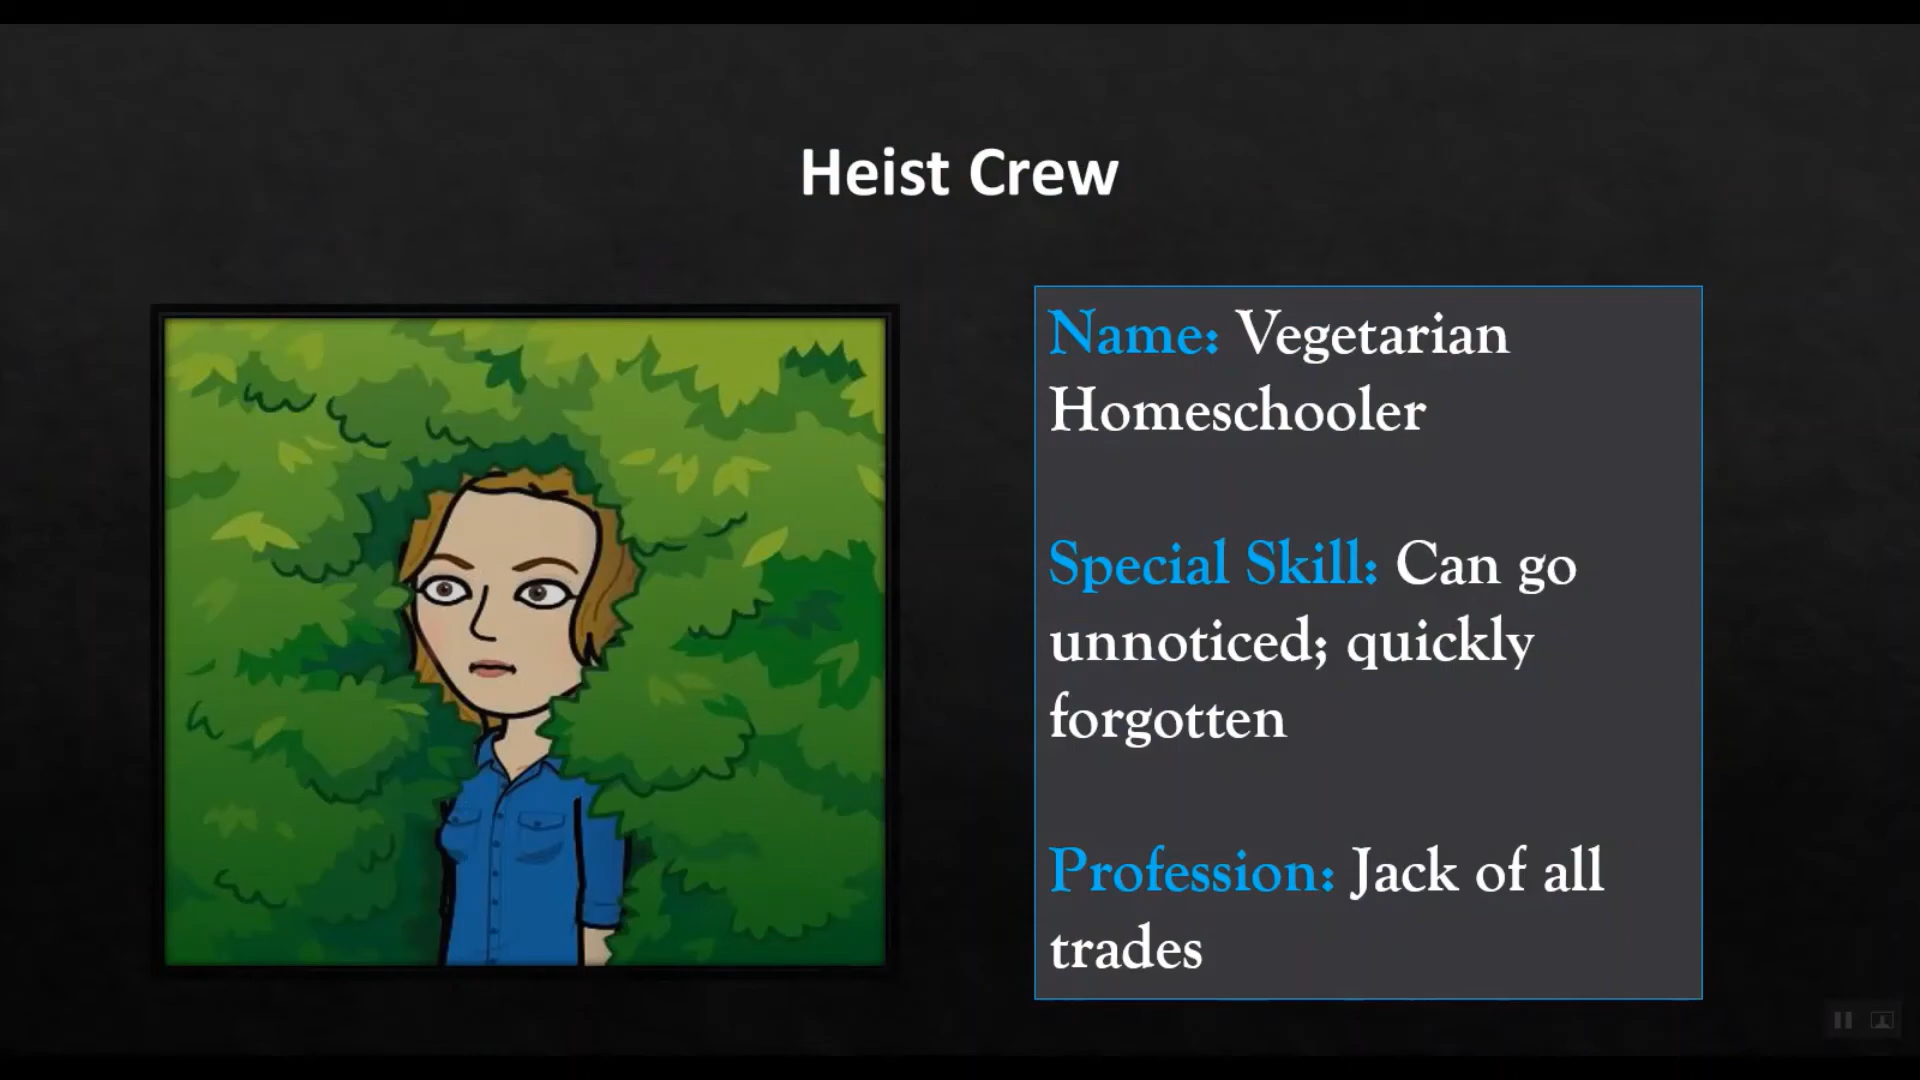 Heist Crew
Name: Vegetarian
Homeschooler
Special Skill: Can go
unnoticed; quickly
forgotten
Profession: Jack of all
trades